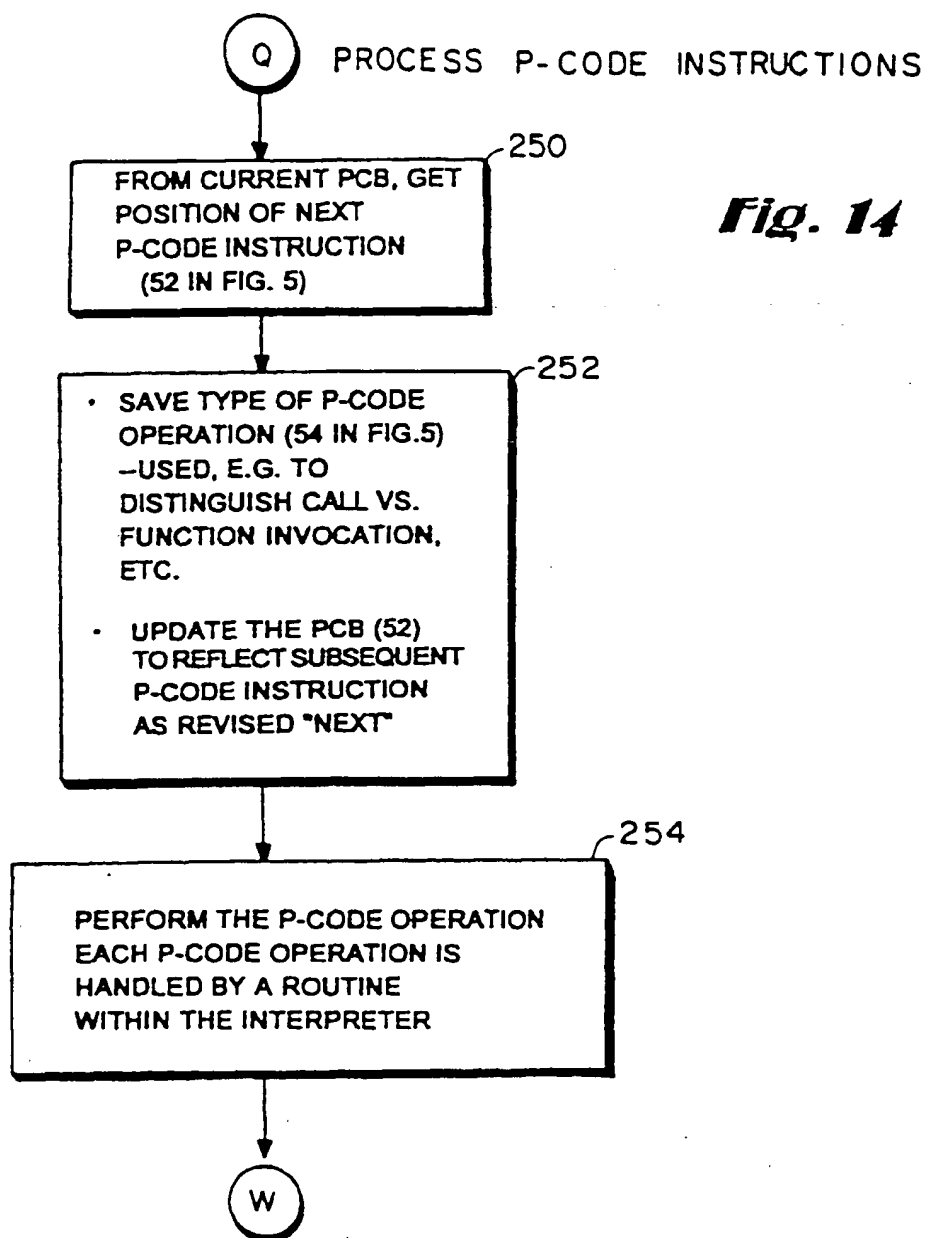 Q PROCESS P-CODE INSTRUCTIONS
250
FROM CURRENT PCB, GET
POSITION OF NEXT
P-CODE INSTRUCTION
(52 IN FIG. 5)
Fig. 14
252
· SAVE TYPE OF P-CODE
OPERATION (54 IN FIG.5)
–USED, E.G. TO
DISTINGUISH CALL VS.
FUNCTION INVOCATION,
ETC.
· UPDATE THE PCB (52)
TO REFLECT SUBSEQUENT
P-CODE INSTRUCTION
AS REVISED "NEXT"
254
PERFORM THE P-CODE OPERATION
EACH P-CODE OPERATION IS
HANDLED BY A ROUTINE
WITHIN THE INTERPRETER
W